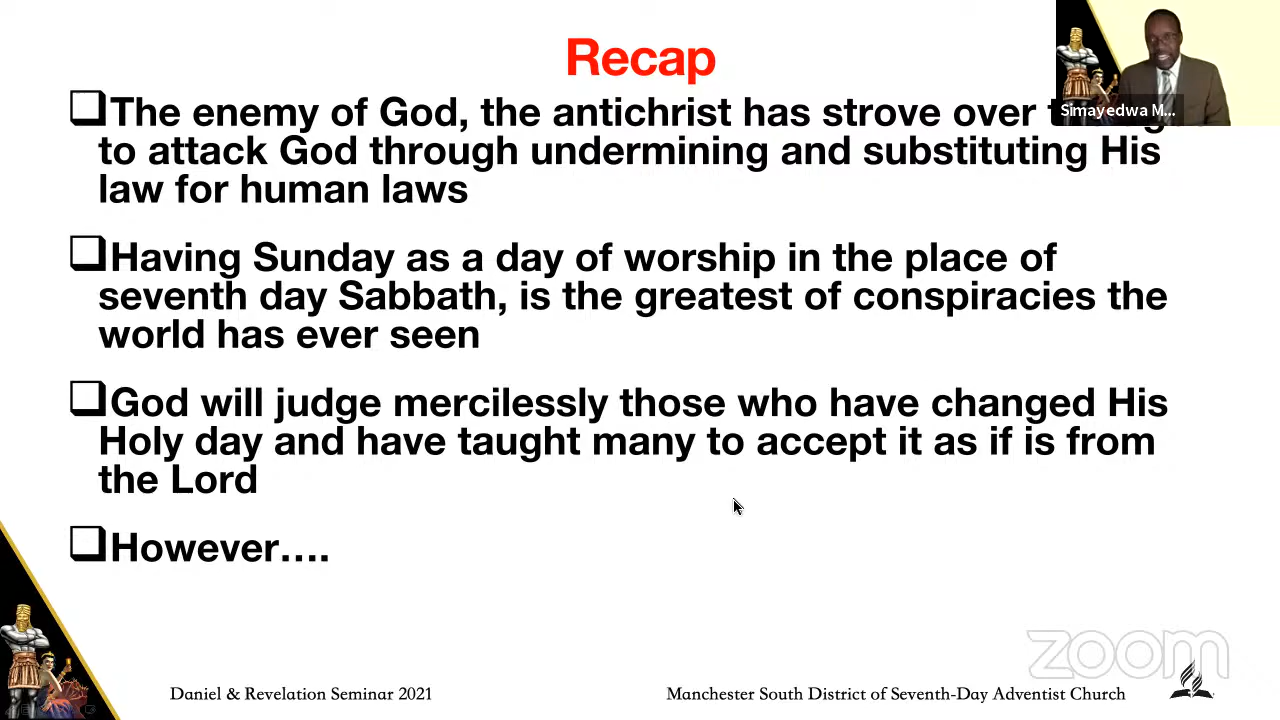 Recap
❑The enemy of God, the antichrist has strove over
to attack God through undermining and substituting His
law for human laws
❑Having Sunday as a day of worship in the place of
seventh day Sabbath, is the greatest of conspiracies the
world has ever seen
❑God will judge mercilessly those who have changed His
Holy day and have taught many to accept it as if is from
the Lord
❑However….
Simayedwa M...
zoom
Daniel & Revelation Seminar 2021
Manchester South District of Seventh-Day Adventist Church